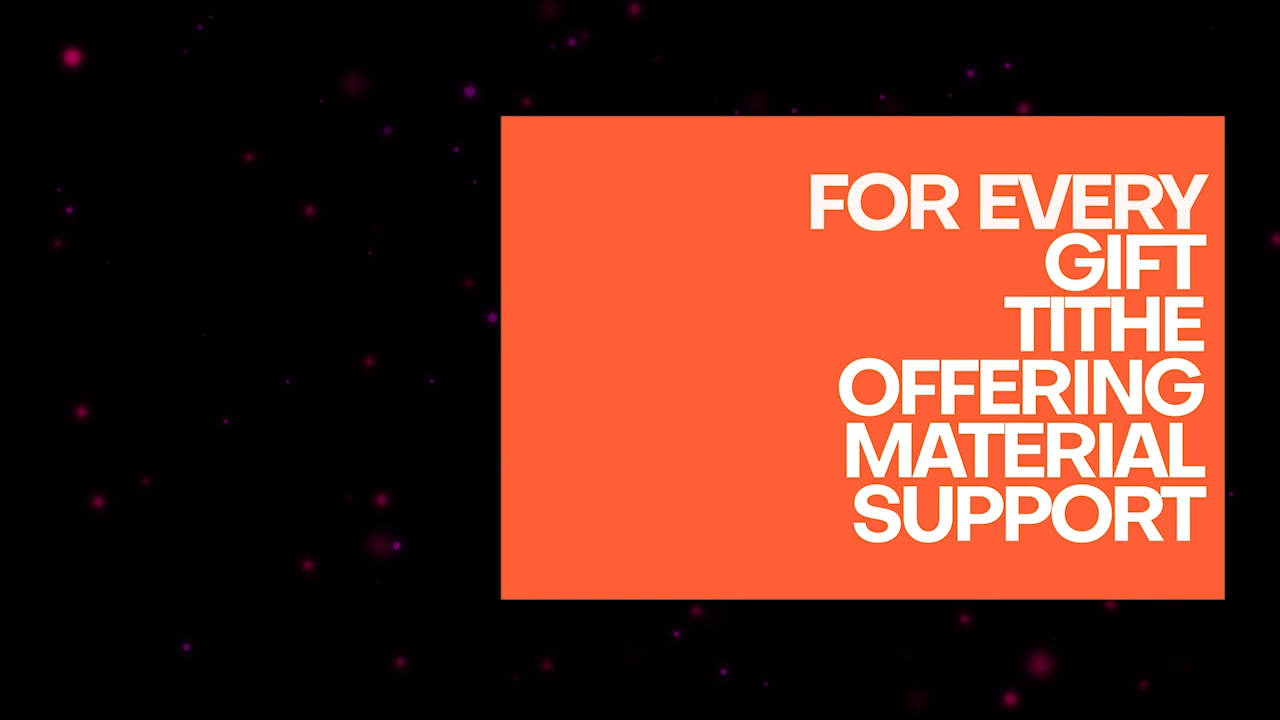 FOR EVERY
GIFT
TITHE
OFFERING
MATERIAL
SUPPORT